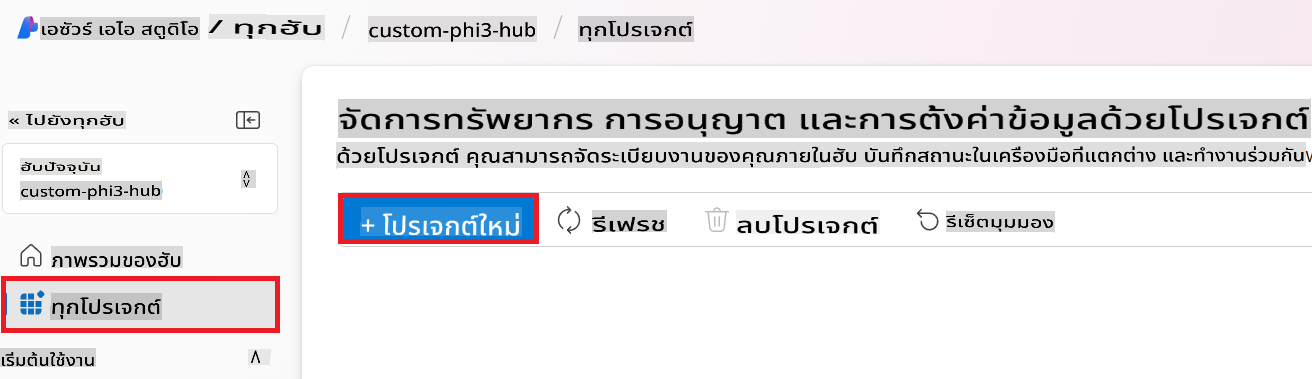 เอซัวร์ เอไอ สตูดิโอ / ทุกฮับ / custom-phi3-hub / ทุกโปรเจกต์
« ไปยังทุกฮับ
ฮับปัจจุบัน
custom-phi3-hub
ภาพรวมของฮับ
ทุกโปรเจกต์
เริ่มต้นใช้งาน
จัดการทรัพยากร การอนุญาต และการตั้งค่าข้อมูลด้วยโปรเจกต์
ด้วยโปรเจกต์ คุณสามารถจัดระเบียบงานของคุณภายในฮับ บันทึกสถานะในเครื่องมือที่แตกต่าง และทำงานร่วมกัน
+ โปรเจกต์ใหม่ รีเฟรช ลบโปรเจกต์ รีเซ็ตมุมมอง